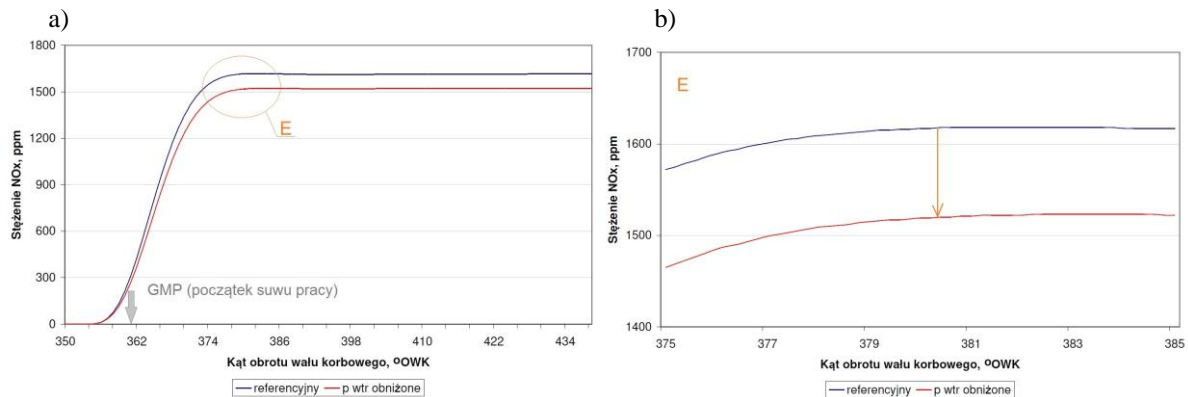 a)
Stężenie NOx, ppm
1800
1500
1200
900
600
300
0
E
GMP (początek suwu pracy)
350 362 374 386 398 410 422 434
Kąt obrotu wału korbowego, ºOWK
referencyjny p wtr obniżone
b)
Stężenie NOx, ppm
1700
1600
1500
1400
E
375 377 379 381 383 385
Kąt obrotu wału korbowego, ºOWK
referencyjny p wtr obniżone